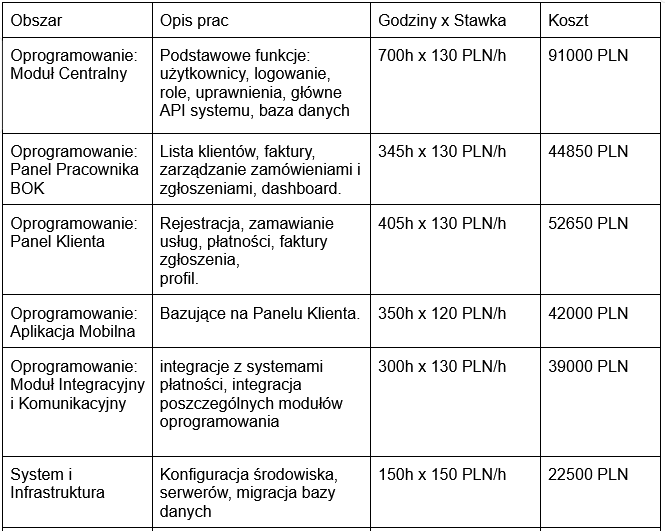 Obszar
Opis prac
Godziny x Stawka
Koszt
Oprogramowanie:
Moduł Centralny
Podstawowe funkcje:
użytkownicy, logowanie,
role, uprawnienia, główne
API systemu, baza danych
700h x 130 PLN/h
91000 PLN
Oprogramowanie:
Panel Pracownika
BOK
Lista klientów, faktury,
zarządzanie zamówieniami i
zgłoszeniami, dashboard.
345h x 130 PLN/h
44850 PLN
Oprogramowanie:
Panel Klienta
Rejestracja, zamawianie
usług, płatności, faktury
zgłoszenia,
profil.
405h x 130 PLN/h
52650 PLN
Oprogramowanie:
Aplikacja Mobilna
Bazujące na Panelu Klienta.
350h x 120 PLN/h
42000 PLN
Oprogramowanie:
Moduł Integracyjny
i Komunikacyjny
integracje z systemami
płatności, integracja
poszczególnych modułów
oprogramowania
300h x 130 PLN/h
39000 PLN
System i
Infrastruktura
Konfiguracja środowiska,
serwerów, migracja bazy
danych
150h x 150 PLN/h
22500 PLN